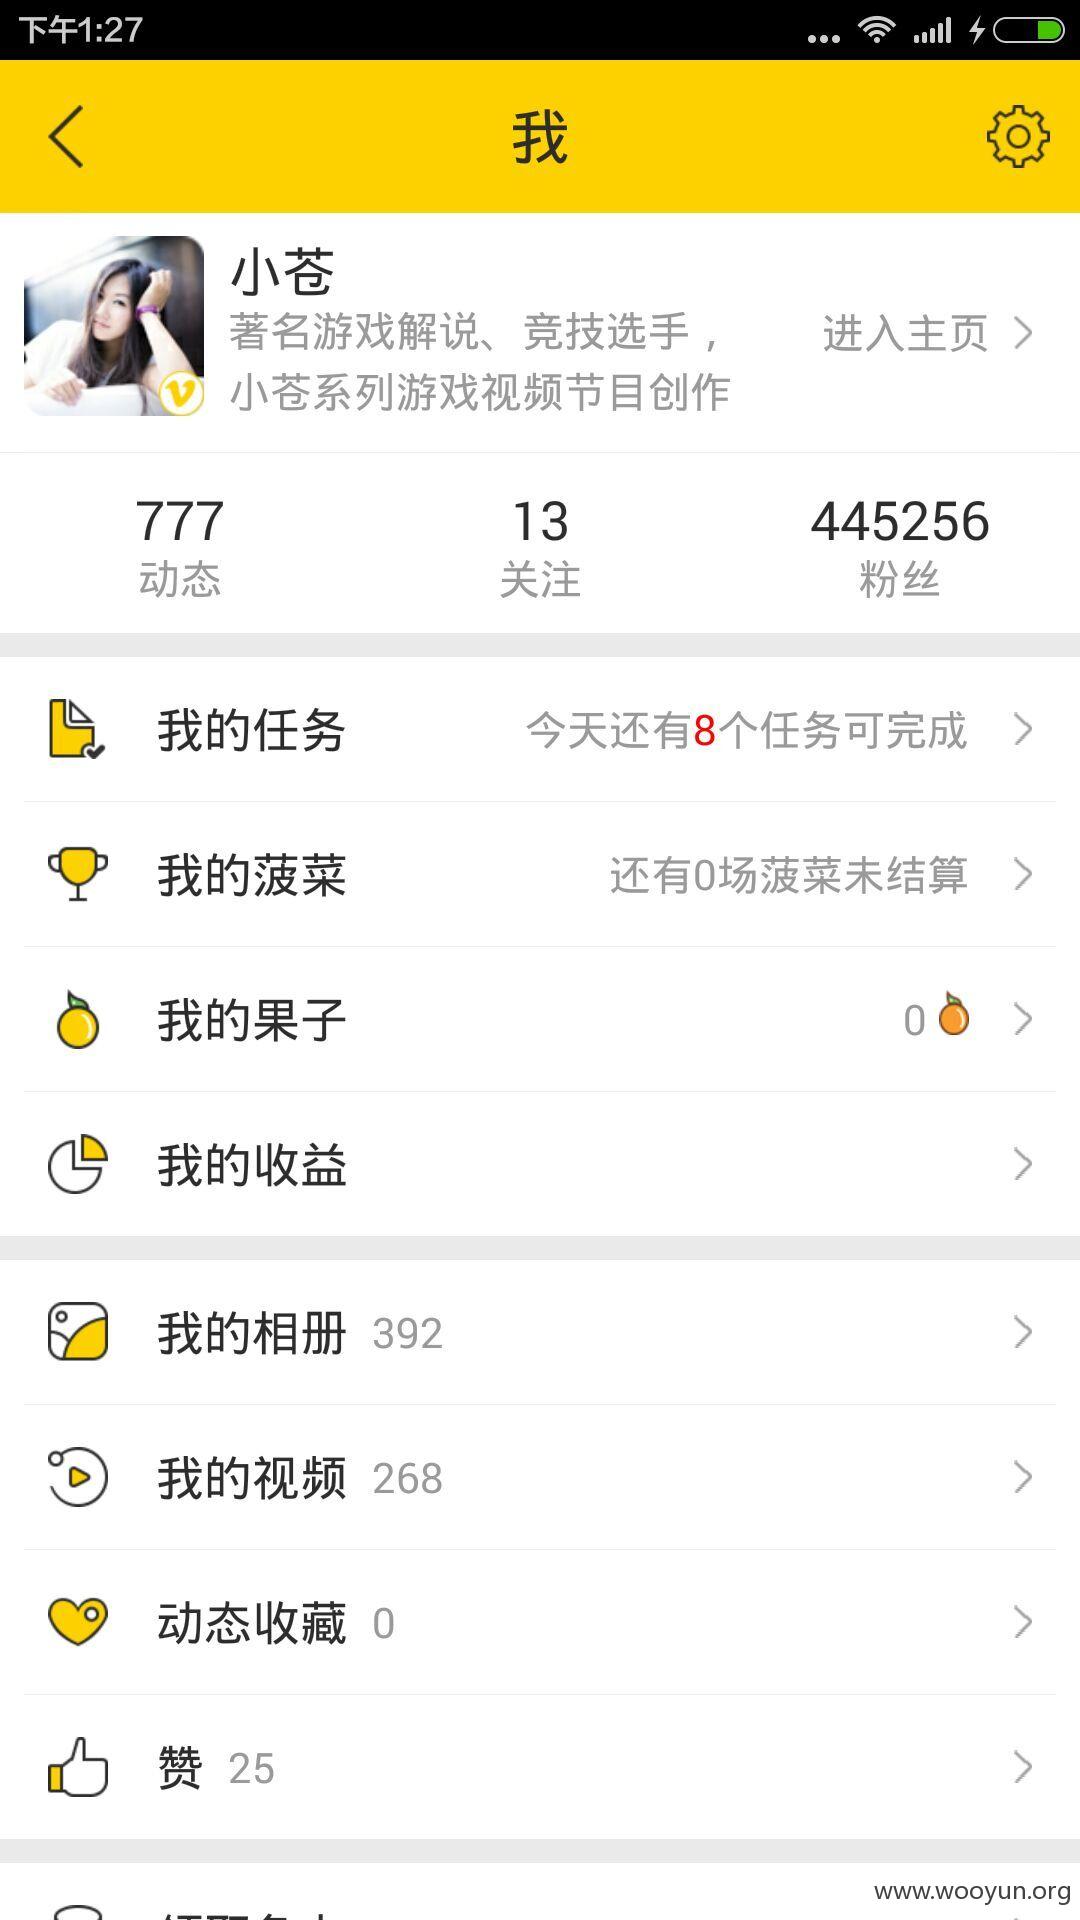 下午1:27
我
小苍
著名游戏解说、竞技选手，
小苍系列游戏视频节目创作
进入主页
777
13
445256
动态
关注
粉丝
我的任务
今天还有8个任务可完成
我的菠菜
还有0场菠菜未结算
我的果子
0
我的收益
我的相册 392
我的视频 268
动态收藏 0
赞 25
www.wooyun.org